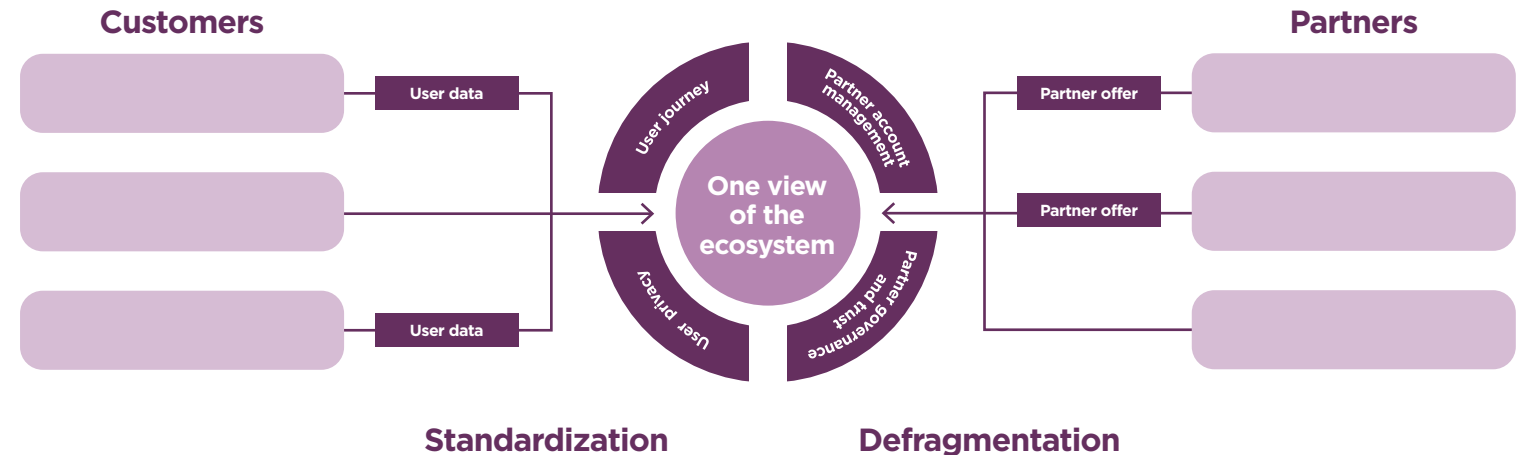 Customers
Partners
User data
User journey
Partner account
management
Partner offer
One view
of the
ecosystem
Partner offer
User data
User privacy
Partner governance
and trust
Standardization
Defragmentation